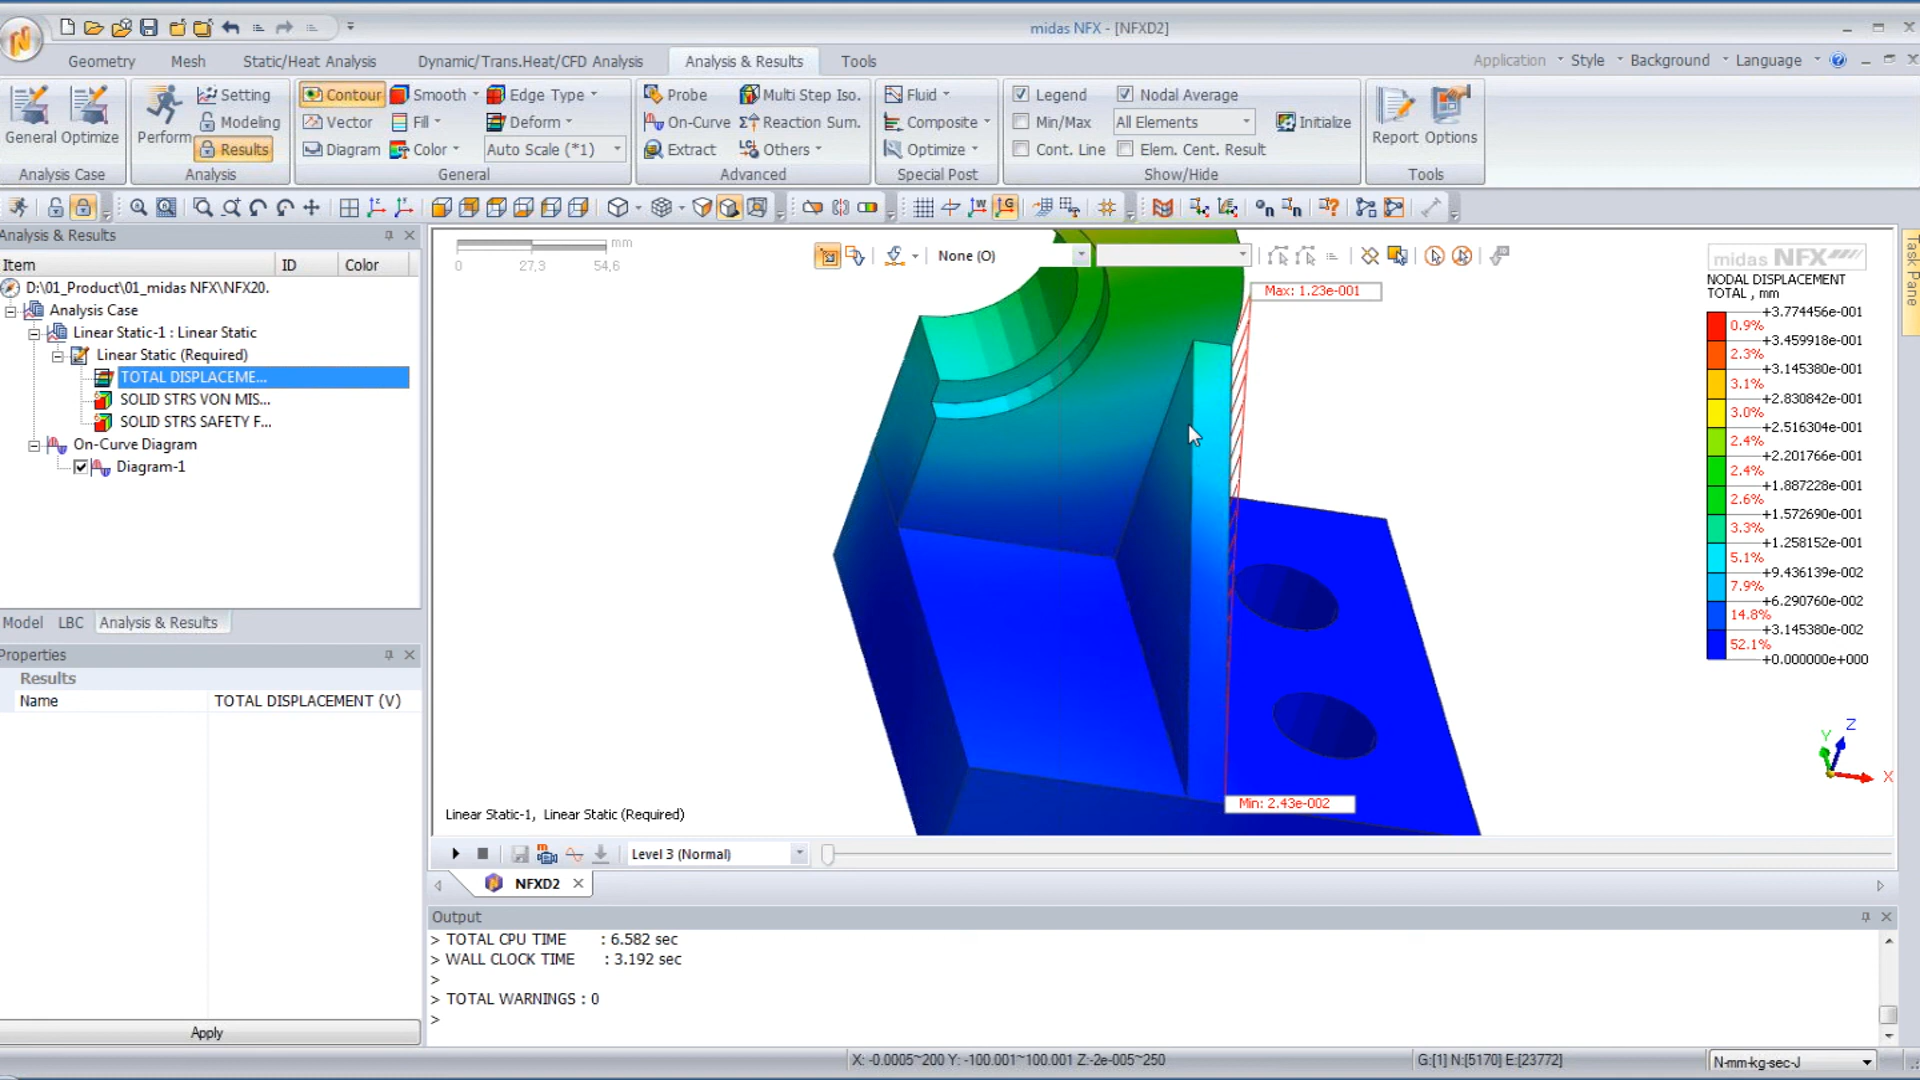 midas NFX - [NFXD2]
Geometry Mesh Static/Heat Analysis Dynamic/Trans.Heat/CFD Analysis Analysis & Results Tools
Application Style Background Language
General Optimize
Analysis Case
Perform
Setting
Modeling
Results
Analysis
Contour Smooth Edge Type
Vector Fill Deform
Diagram Color Auto Scale (*1)
General
Probe Multi Step Iso.
On-Curve Reaction Sum.
Extract Others
Advanced
Fluid
Composite
Optimize
Special Post
Legend Nodal Average
Min/Max All Elements Initialize
Cont. Line Elem. Cent. Result
Show/Hide
Report Options
Tools
Analysis & Results
Item ID Color
D:\01_Product\01_midas NFX\NFX20.
Analysis Case
Linear Static-1 : Linear Static
Linear Static (Required)
TOTAL DISPLACEME...
SOLID STRS VON MIS...
SOLID STRS SAFETY F...
On-Curve Diagram
Diagram-1
Model LBC Analysis & Results
Properties
Results
Name TOTAL DISPLACEMENT (V)
Apply
mm
0 27,3 54,6
None (O)
Max: 1.23e-001
Min: 2.43e-002
midas NFX
NODAL DISPLACEMENT
TOTAL , mm
+3.774456e-001
0.9%
+3.459918e-001
2.3%
+3.145380e-001
3.1%
+2.830842e-001
3.0%
+2.516304e-001
2.4%
+2.201766e-001
2.4%
+1.887228e-001
2.6%
+1.572690e-001
3.3%
+1.258152e-001
5.1%
+9.436139e-002
7.9%
+6.290760e-002
14.8%
+3.145380e-002
52.1%
+0.000000e+000
Z
Y
X
Task Pane
Linear Static-1, Linear Static (Required)
Level 3 (Normal)
NFXD2
Output
> TOTAL CPU TIME : 6.582 sec
> WALL CLOCK TIME : 3.192 sec
>
> TOTAL WARNINGS : 0
>
X: -0.0005~200 Y: -100.001~100.001 Z:-2e-005~250
G:[1] N:[5170] E:[23772]
N-mm-kg-sec-J